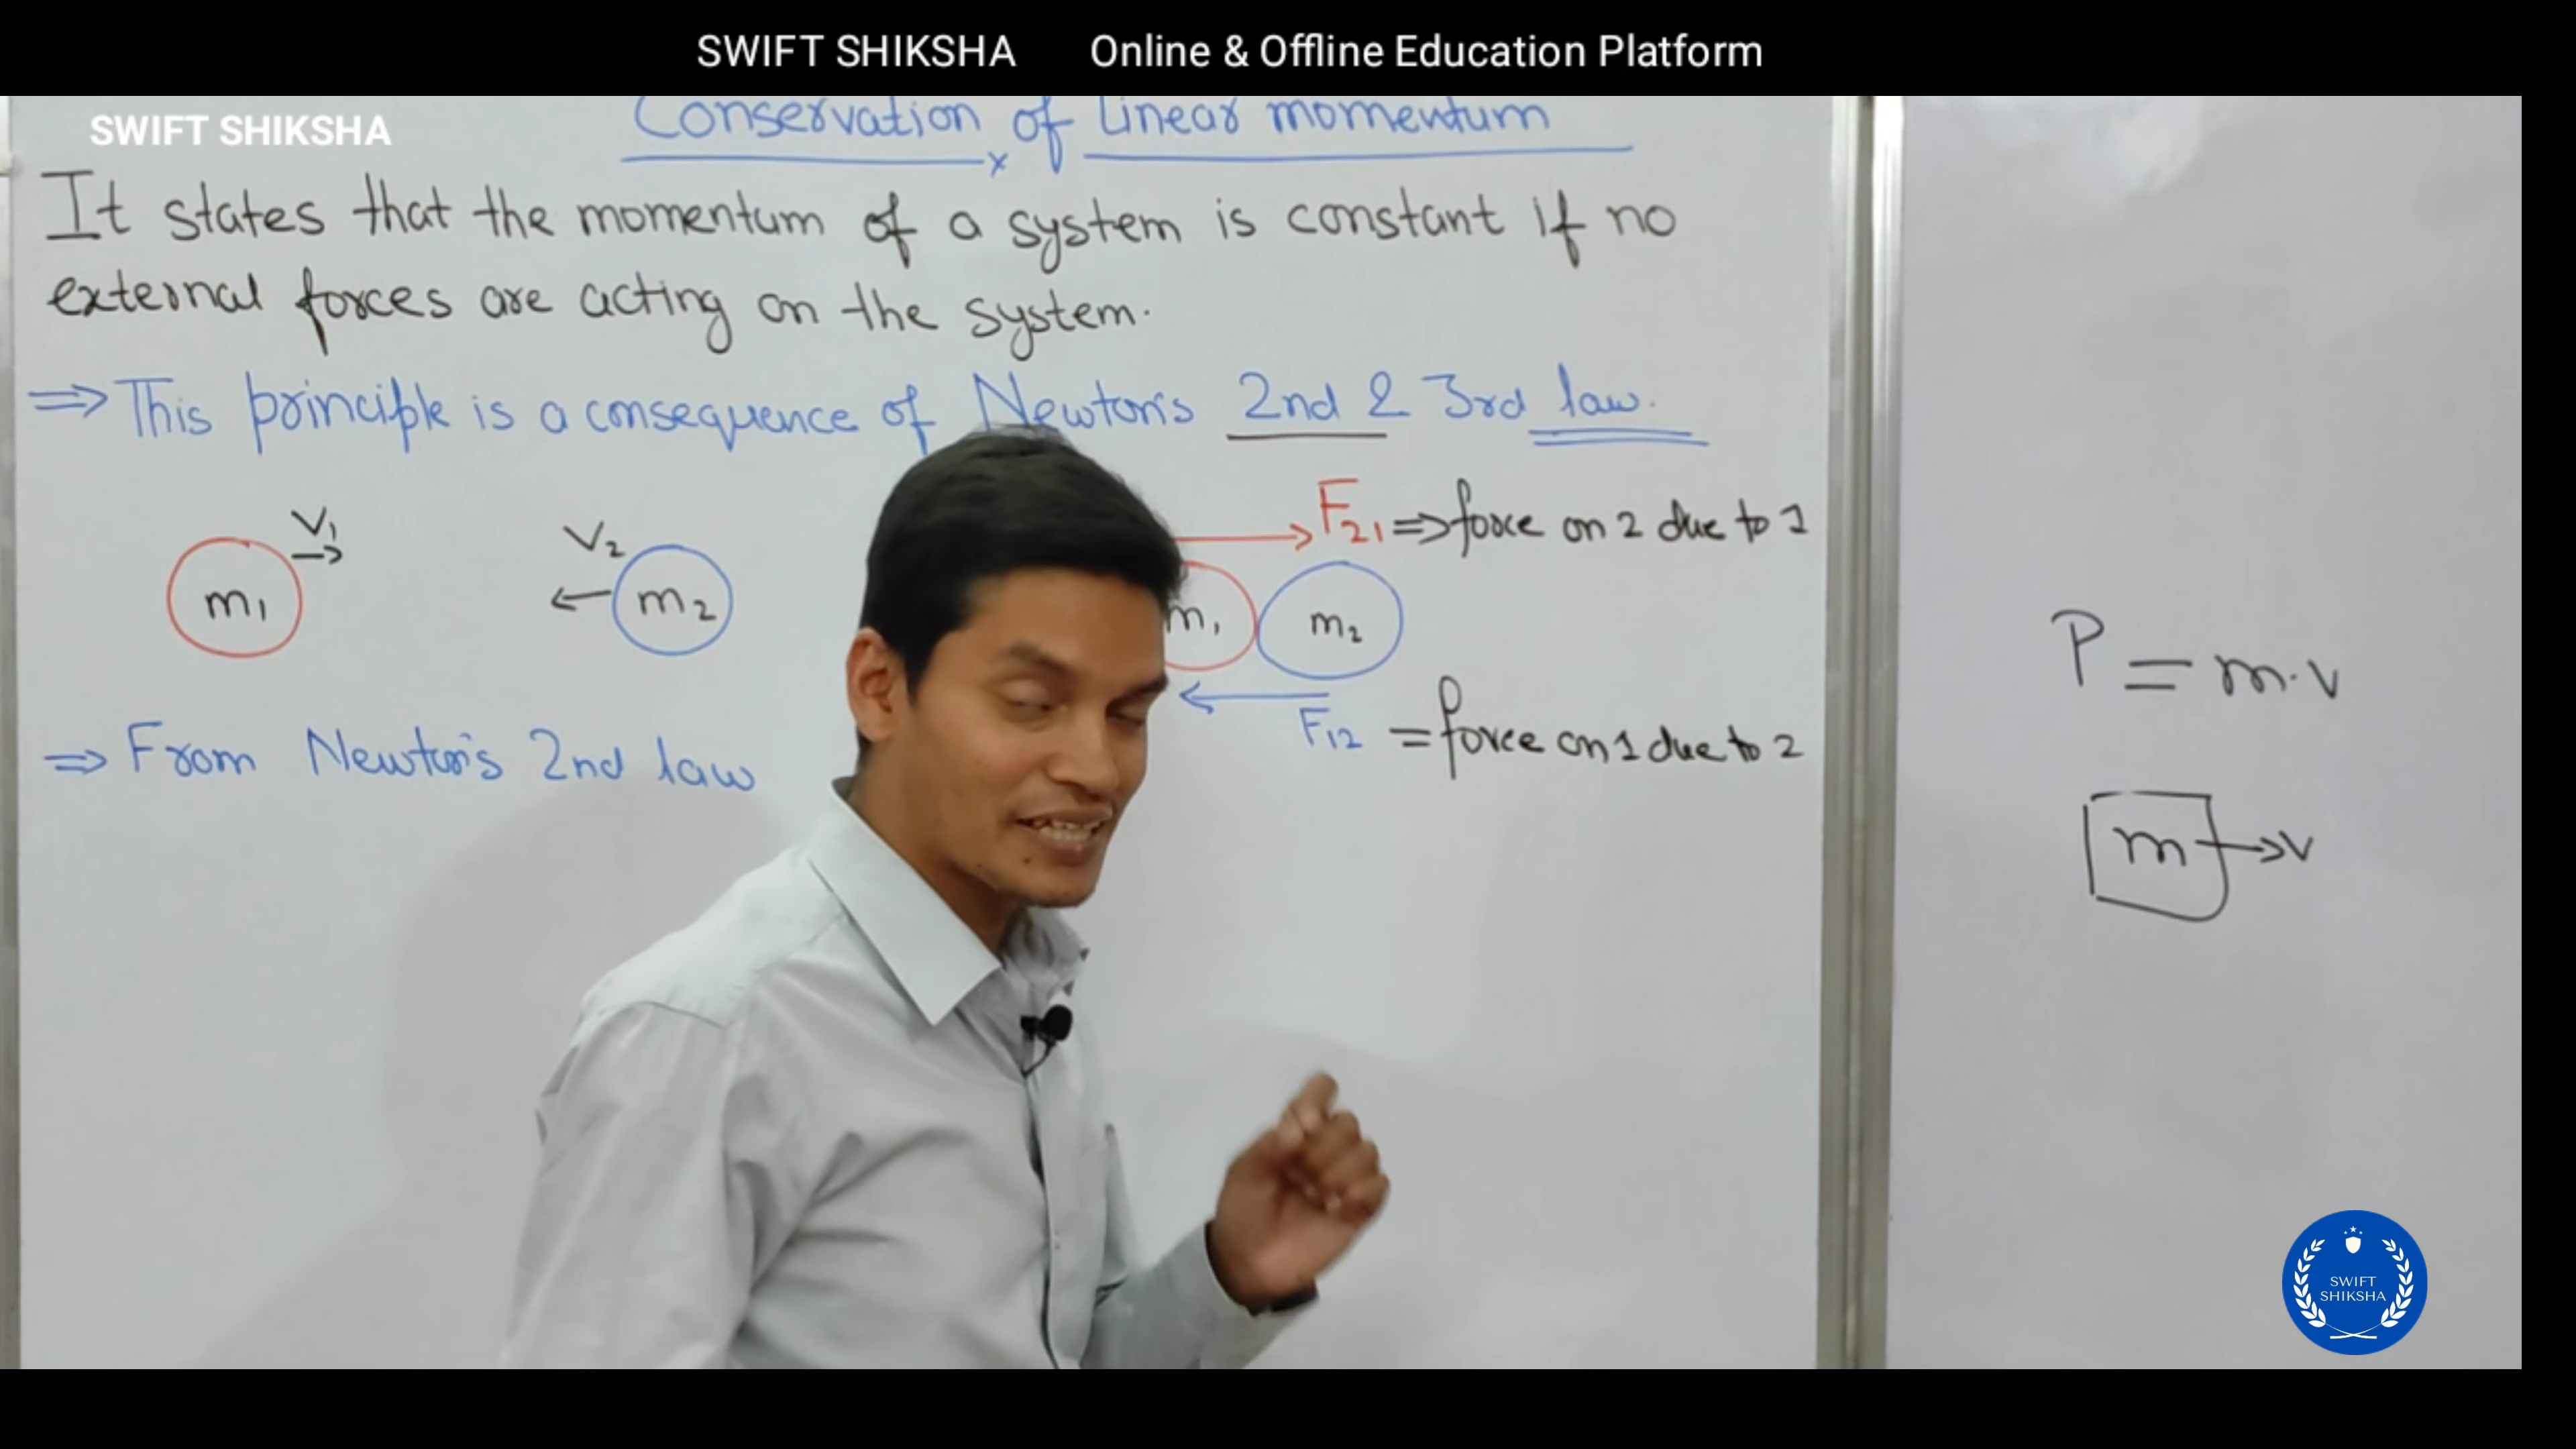 SWIFT SHIKSHA Online & Offline Education Platform
SWIFT SHIKSHA
Conservation of Linear momentum
It states that the momentum of a system is constant if no
external forces are acting on the system.
⇒ This principle is a consequence of Newton's 2nd & 3rd law.
V₁
V₂
m₁
m₂
F₂₁ ⇒ force on 2 due to 1
m₁
m₂
F₁₂ = force on 1 due to 2
⇒ From Newton's 2nd law
P = m·v
m → v
SWIFT
SHIKSHA